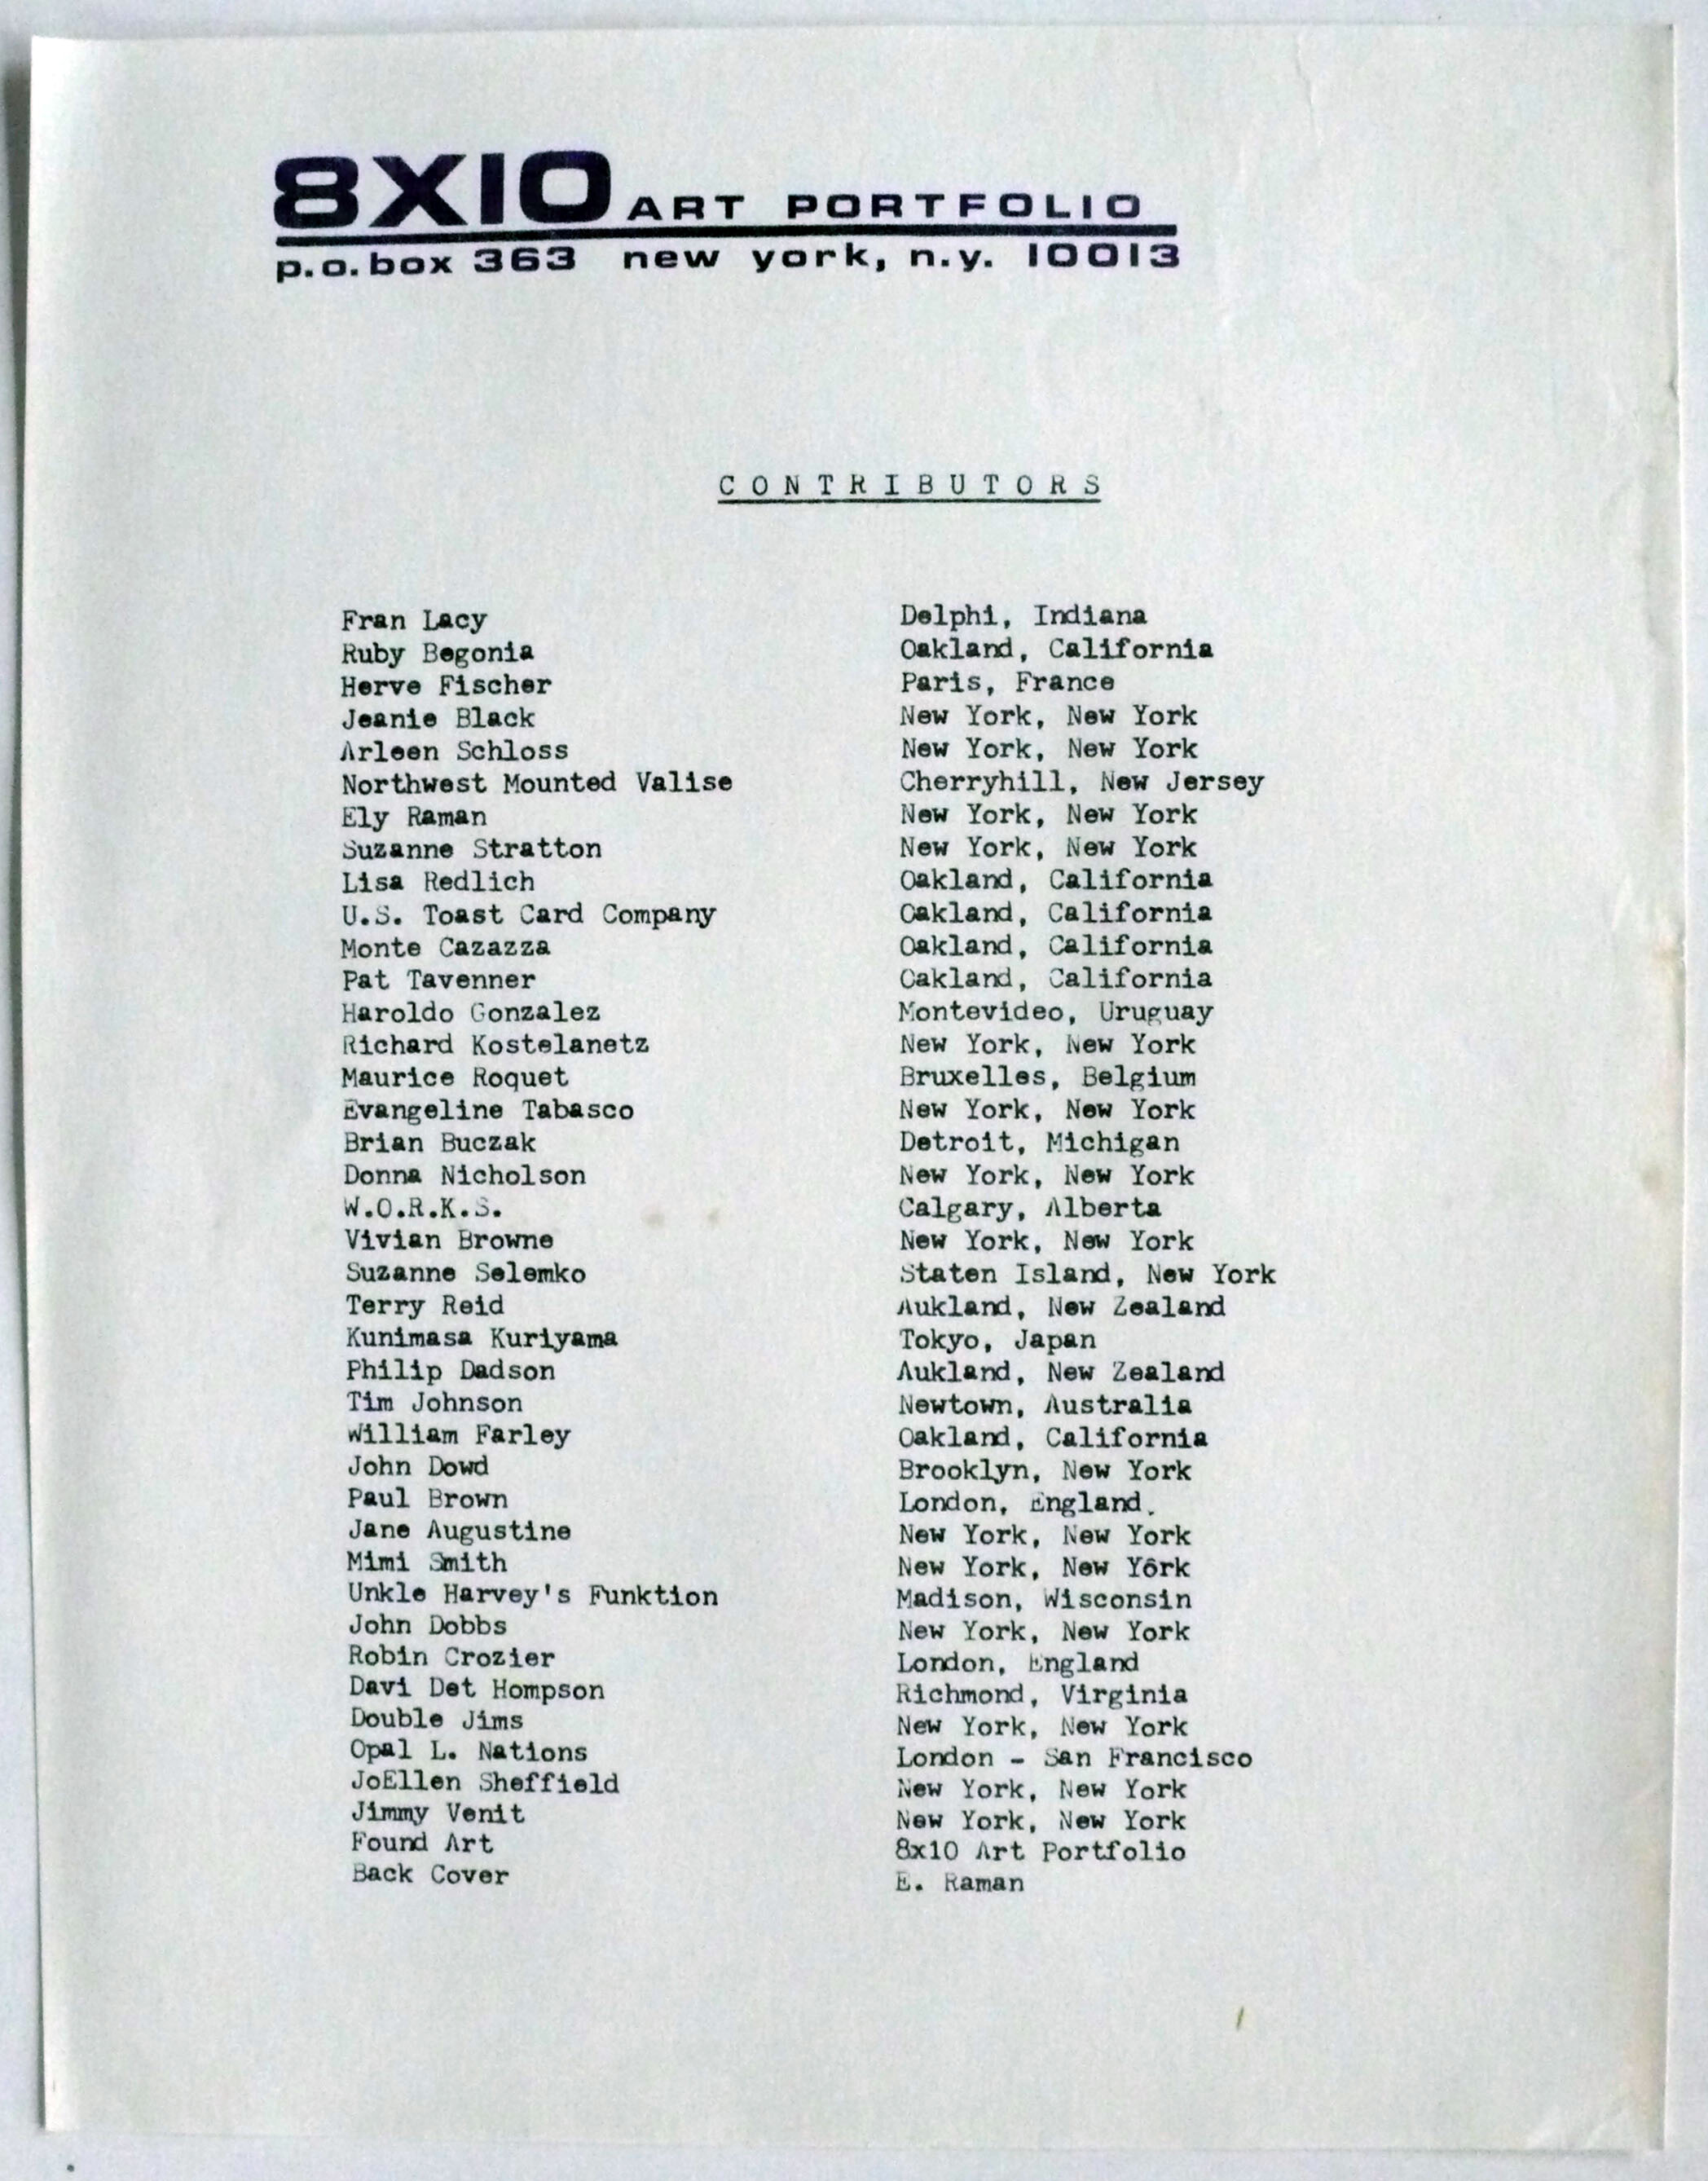 8X10 ART PORTFOLIO
p.o.box 363 new york, n.y. 10013
CONTRIBUTORS
Fran Lacy Delphi, Indiana
Ruby Begonia Oakland, California
Herve Fischer Paris, France
Jeanie Black New York, New York
Arleen Schloss New York, New York
Northwest Mounted Valise Cherryhill, New Jersey
Ely Raman New York, New York
Suzanne Stratton New York, New York
Lisa Redlich Oakland, California
U.S. Toast Card Company Oakland, California
Monte Cazazza Oakland, California
Pat Tavenner Oakland, California
Haroldo Gonzalez Montevideo, Uruguay
Richard Kostelanetz New York, New York
Maurice Roquet Bruxelles, Belgium
Evangeline Tabasco New York, New York
Brian Buczak Detroit, Michigan
Donna Nicholson New York, New York
W.O.R.K.S. Calgary, Alberta
Vivian Browne New York, New York
Suzanne Selemko Staten Island, New York
Terry Reid Aukland, New Zealand
Kunimasa Kuriyama Tokyo, Japan
Philip Dadson Aukland, New Zealand
Tim Johnson Newtown, Australia
William Farley Oakland, California
John Dowd Brooklyn, New York
Paul Brown London, England.
Jane Augustine New York, New York
Mimi Smith New York, New York
Unkle Harvey's Funktion Madison, Wisconsin
John Dobbs New York, New York
Robin Crozier London, England
Davi Det Hompson Richmond, Virginia
Double Jims New York, New York
Opal L. Nations London - San Francisco
JoEllen Sheffield New York, New York
Jimmy Venit New York, New York
Found Art 8x10 Art Portfolio
Back Cover E. Raman